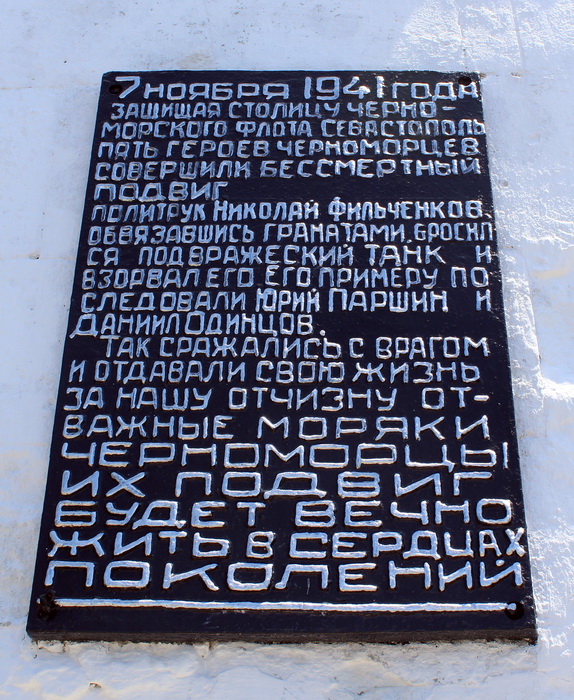 7 НОЯБРЯ 1941 ГОДА
ЗАЩИЩАЯ СТОЛИЦУ ЧЕРНО-
МОРСКОГО ФЛОТА СЕВАСТОПОЛЬ
ПЯТЬ ГЕРОЕВ ЧЕРНОМОРЦЕВ
СОВЕРШИЛИ БЕССМЕРТНЫЙ
ПОДВИГ
ПОЛИТРУК НИКОЛАЙ ФИЛЬЧЕНКОВ,
ОБВЯЗАВШИСЬ ГРАНАТАМИ, БРОСИЛ
СЯ ПОД ВРАЖЕСКИЙ ТАНК И
ВЗОРВАЛ ЕГО. ЕГО ПРИМЕРУ ПО
СЛЕДОВАЛИ ЮРИЙ ПАРШИН И
ДАНИИЛ ОДИНЦОВ.
ТАК СРАЖАЛИСЬ С ВРАГОМ
И ОТДАВАЛИ СВОЮ ЖИЗНЬ
ЗА НАШУ ОТЧИЗНУ ОТ-
ВАЖНЫЕ МОРЯКИ
ЧЕРНОМОРЦЫ
ИХ ПОДВИГ
БУДЕТ ВЕЧНО
ЖИТЬ В СЕРДЦАХ
ПОКОЛЕНИЙ